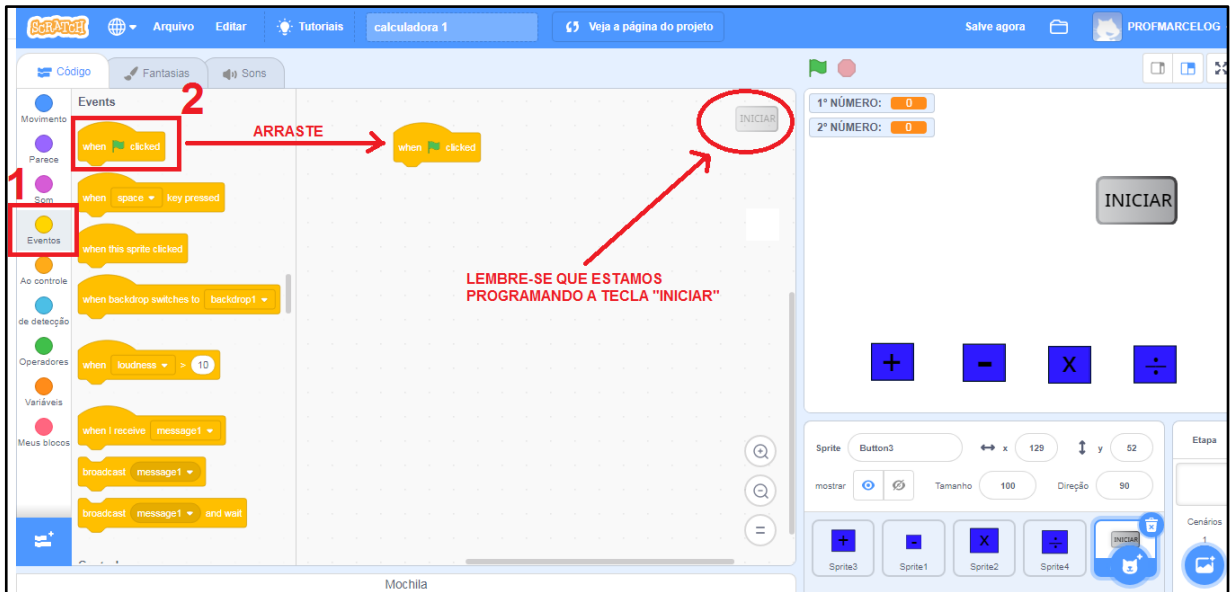 SCRATCH
Arquivo
Editar
Tutoriais
calculadora 1
Veja a página do projeto
Salve agora
PROFMARCELOG
Código
Fantasias
Sons
Movimento
Parece
Som
Eventos
Ao controle
de detecção
Operadores
Variáveis
Meus blocos
1
2
Events
when clicked
when space key pressed
when this sprite clicked
when backdrop switches to backdrop1
when loudness > 10
when I receive message1
broadcast message1
broadcast message1 and wait
ARRASTE
when clicked
INICIAR
LEMBRE-SE QUE ESTAMOS
PROGRAMANDO A TECLA "INICIAR"
=
Mochila
1º NÚMERO: 0
2º NÚMERO: 0
INICIAR
+ - X ÷
Sprite Button3 x 129 y 52
mostrar Tamanho 100 Direção 90
+ - X ÷ INICIAR
Sprite3 Sprite1 Sprite2 Sprite4
Etapa
Cenários
1